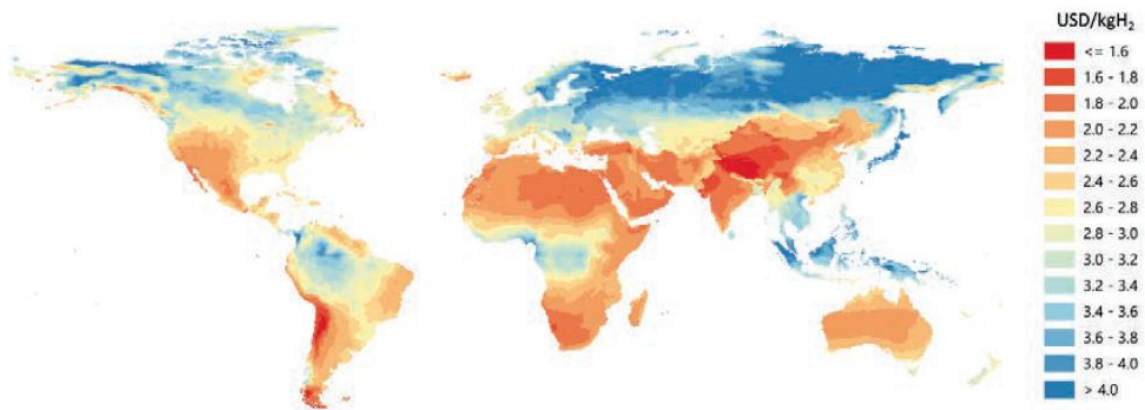 USD/kgH₂
<= 1.6
1.6 - 1.8
1.8 - 2.0
2.0 - 2.2
2.2 - 2.4
2.4 - 2.6
2.6 - 2.8
2.8 - 3.0
3.0 - 3.2
3.2 - 3.4
3.4 - 3.6
3.6 - 3.8
3.8 - 4.0
> 4.0